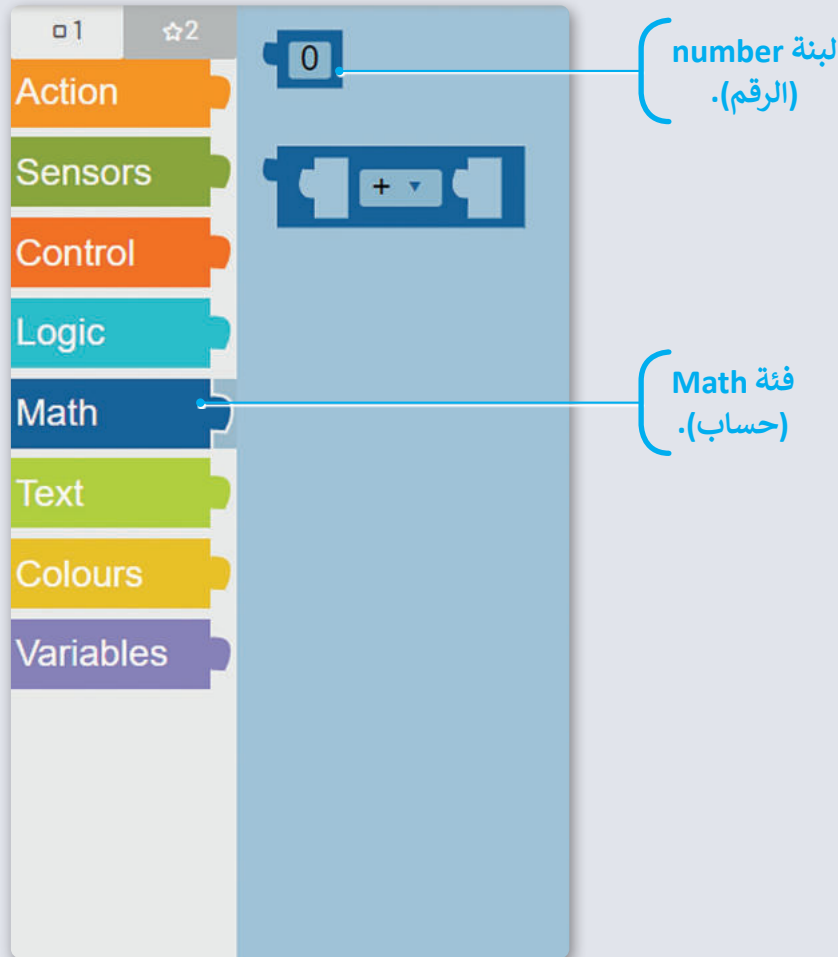 1 2
Action
Sensors
Control
Logic
Math
Text
Colours
Variables
0
+
لبنة number
(الرقم).
فئة Math
(حساب).